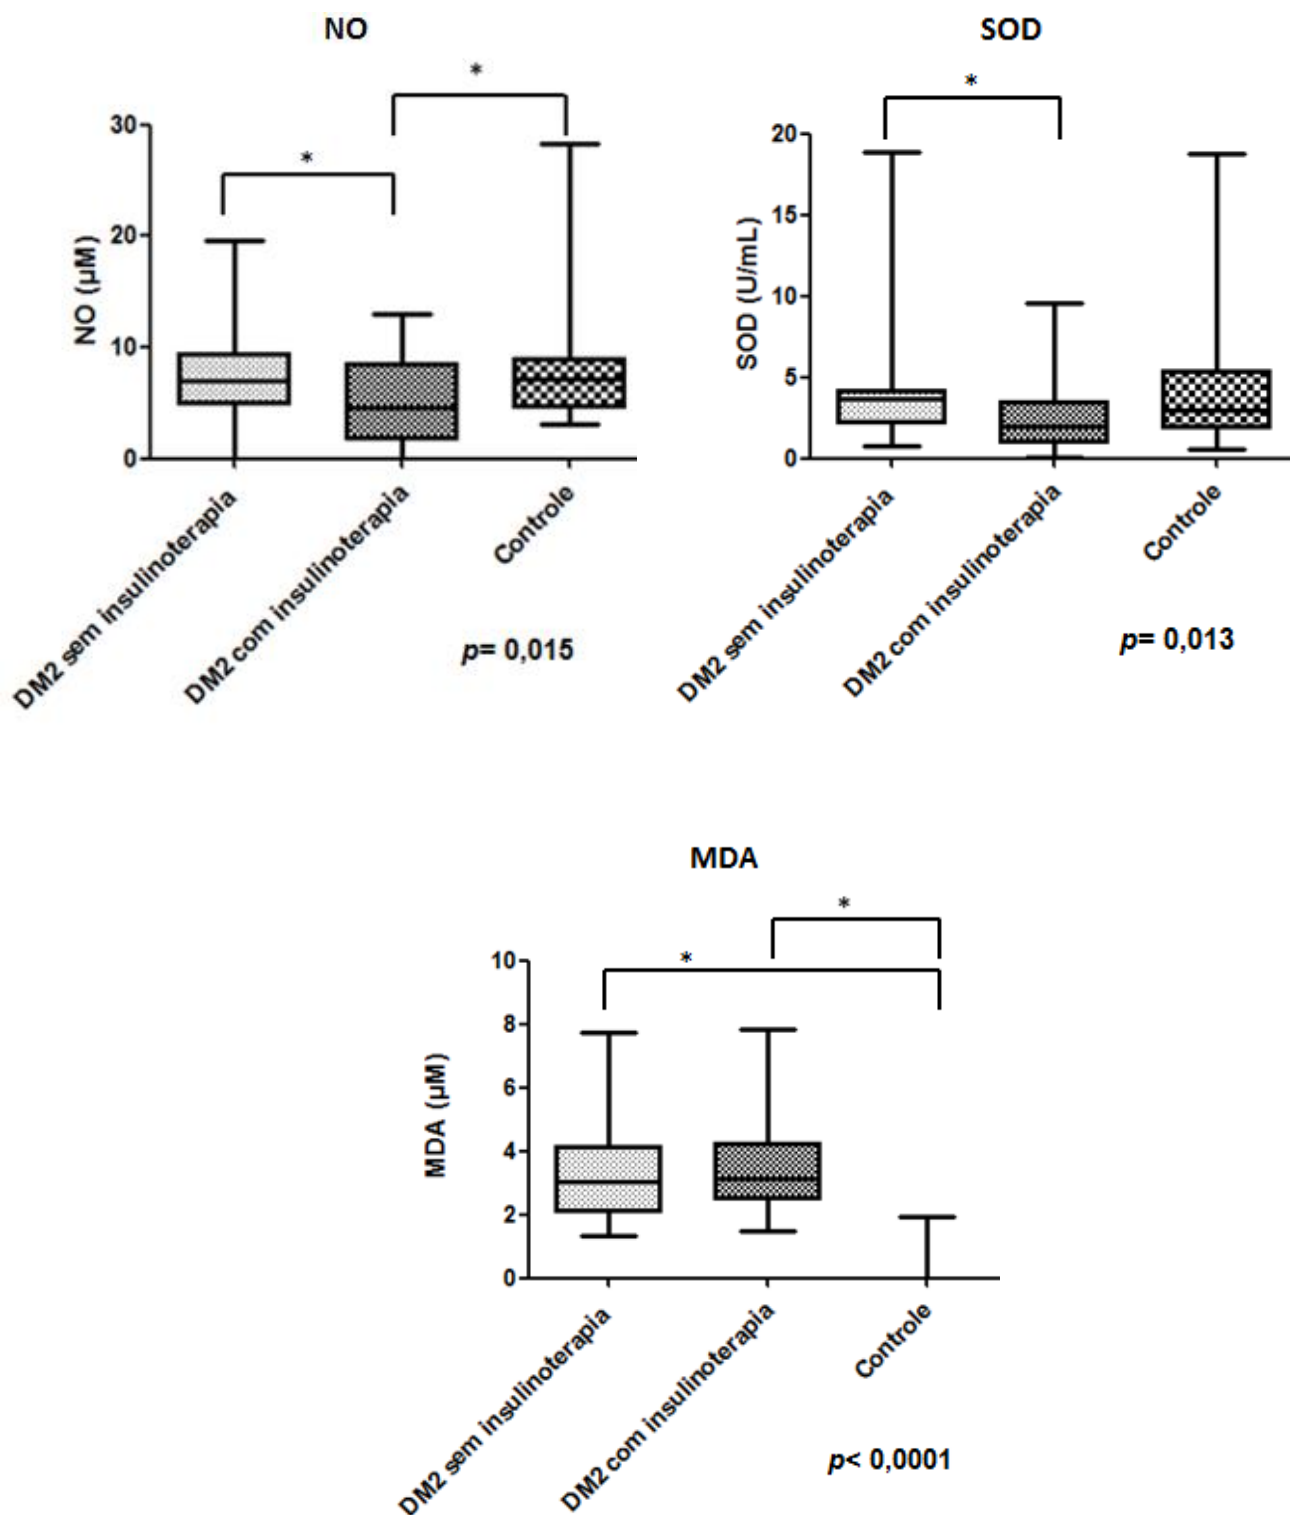 NO
*
*
30
20
10
0
NO (µM)
DM2 sem insulinoterapia
DM2 com insulinoterapia
Controle
p= 0,015
SOD
*
20
15
10
5
0
SOD (U/mL)
DM2 sem insulinoterapia
DM2 com insulinoterapia
Controle
p= 0,013
MDA
*
*
10
8
6
4
2
0
MDA (µM)
DM2 sem insulinoterapia
DM2 com insulinoterapia
Controle
p< 0,0001